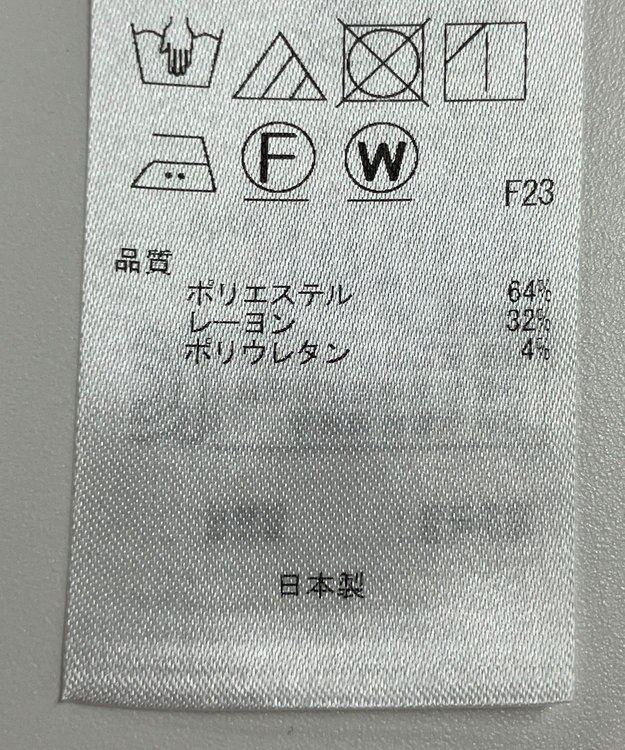 F W
F23
品質
ポリエステル 64%
レーヨン 32%
ポリウレタン 4%
日本製